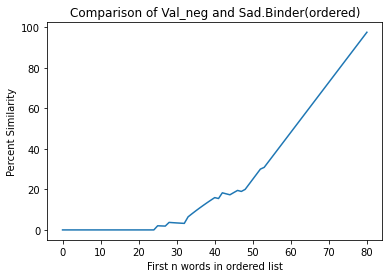 Comparison of Val_neg and Sad.Binder(ordered)
100
80
60
40
20
0
Percent Similarity
0 10 20 30 40 50 60 70 80
First n words in ordered list